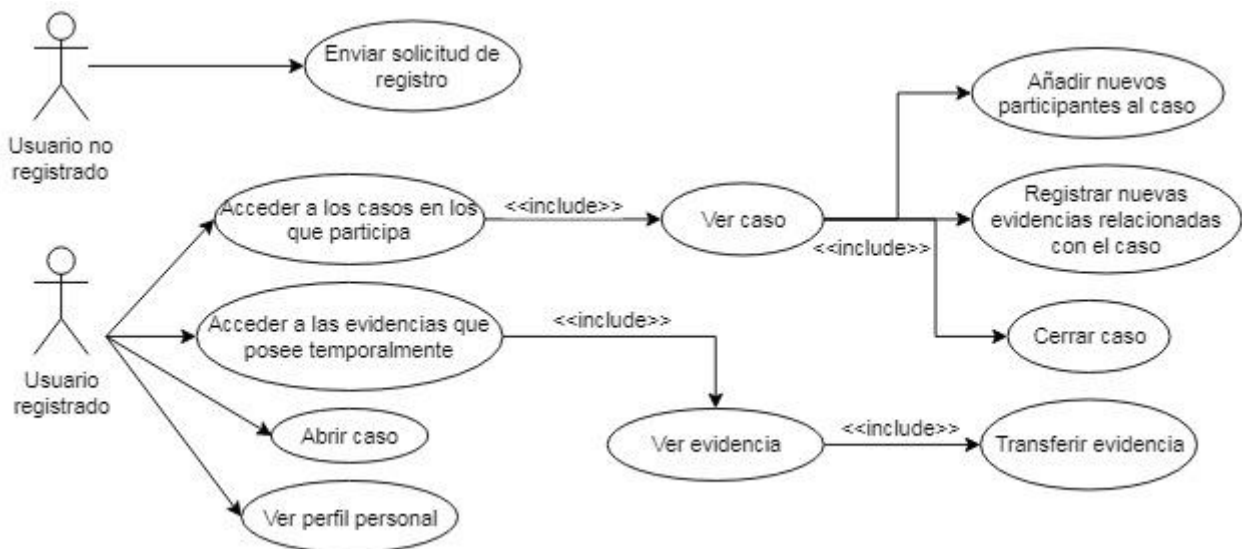 Enviar solicitud de
registro
Usuario no
registrado
Añadir nuevos
participantes al caso
Acceder a los casos en los
que participa
<<include>>
Ver caso
<<include>>
Registrar nuevas
evidencias relacionadas
con el caso
Cerrar caso
Usuario
registrado
Acceder a las evidencias que
posee temporalmente
<<include>>
Abrir caso
Ver evidencia
<<include>>
Transferir evidencia
Ver perfil personal